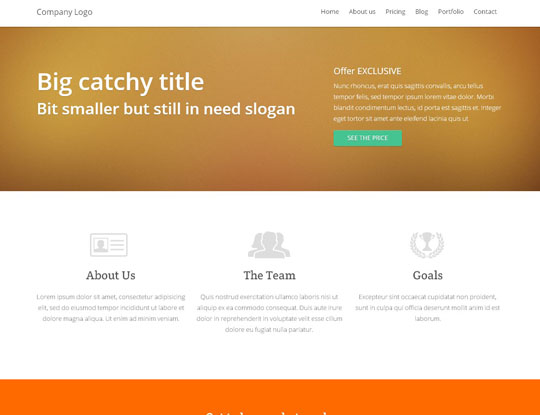 Company Logo
Home About us Pricing Blog Portfolio Contact
Big catchy title
Bit smaller but still in need slogan
Offer EXCLUSIVE
Nunc rhoncus, erat quis sagittis convallis, arcu tellus
tempor felis, sed tempor ipsum lorem vitae dolor. Morbi
blandit condimentum lectus, id porta est sagittis et. Integer
eget tortor sit amet ante eleifend lacinia quis ut
SEE THE PRICE
About Us
Lorem ipsum dolor sit amet, consectetur adipisicing
elit, sed do eiusmod tempor incididunt ut labore et
dolore magna aliqua. Ut enim ad minim veniam.
The Team
Quis nostrud exercitation ullamco laboris nisi ut
aliquip ex ea commodo consequat. Duis aute irure
dolor in reprehenderit in voluptate velit esse cillum
dolore eu fugiat nulla pariatur.
Goals
Excepteur sint occaecat cupidatat non proident,
sunt in culpa qui officia deserunt mollit anim id est
laborum.